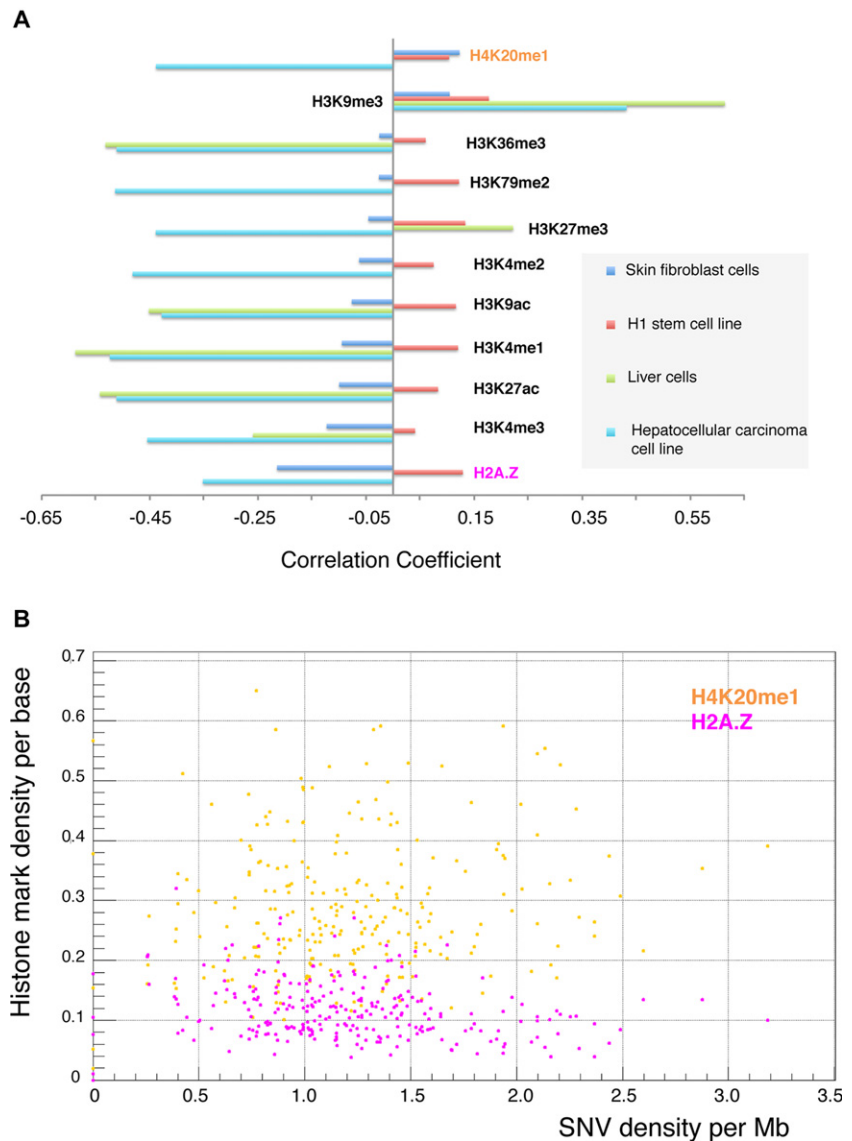 A
H4K20me1
H3K9me3
H3K36me3
H3K79me2
H3K27me3
H3K4me2
H3K9ac
H3K4me1
H3K27ac
H3K4me3
H2A.Z
Skin fibroblast cells
H1 stem cell line
Liver cells
Hepatocellular carcinoma
cell line
-0.65 -0.45 -0.25 -0.05 0.15 0.35 0.55
Correlation Coefficient
B
Histone mark density per base
0.7
0.6
0.5
0.4
0.3
0.2
0.1
0
H4K20me1
H2A.Z
0 0.5 1.0 1.5 2.0 2.5 3.0 3.5
SNV density per Mb